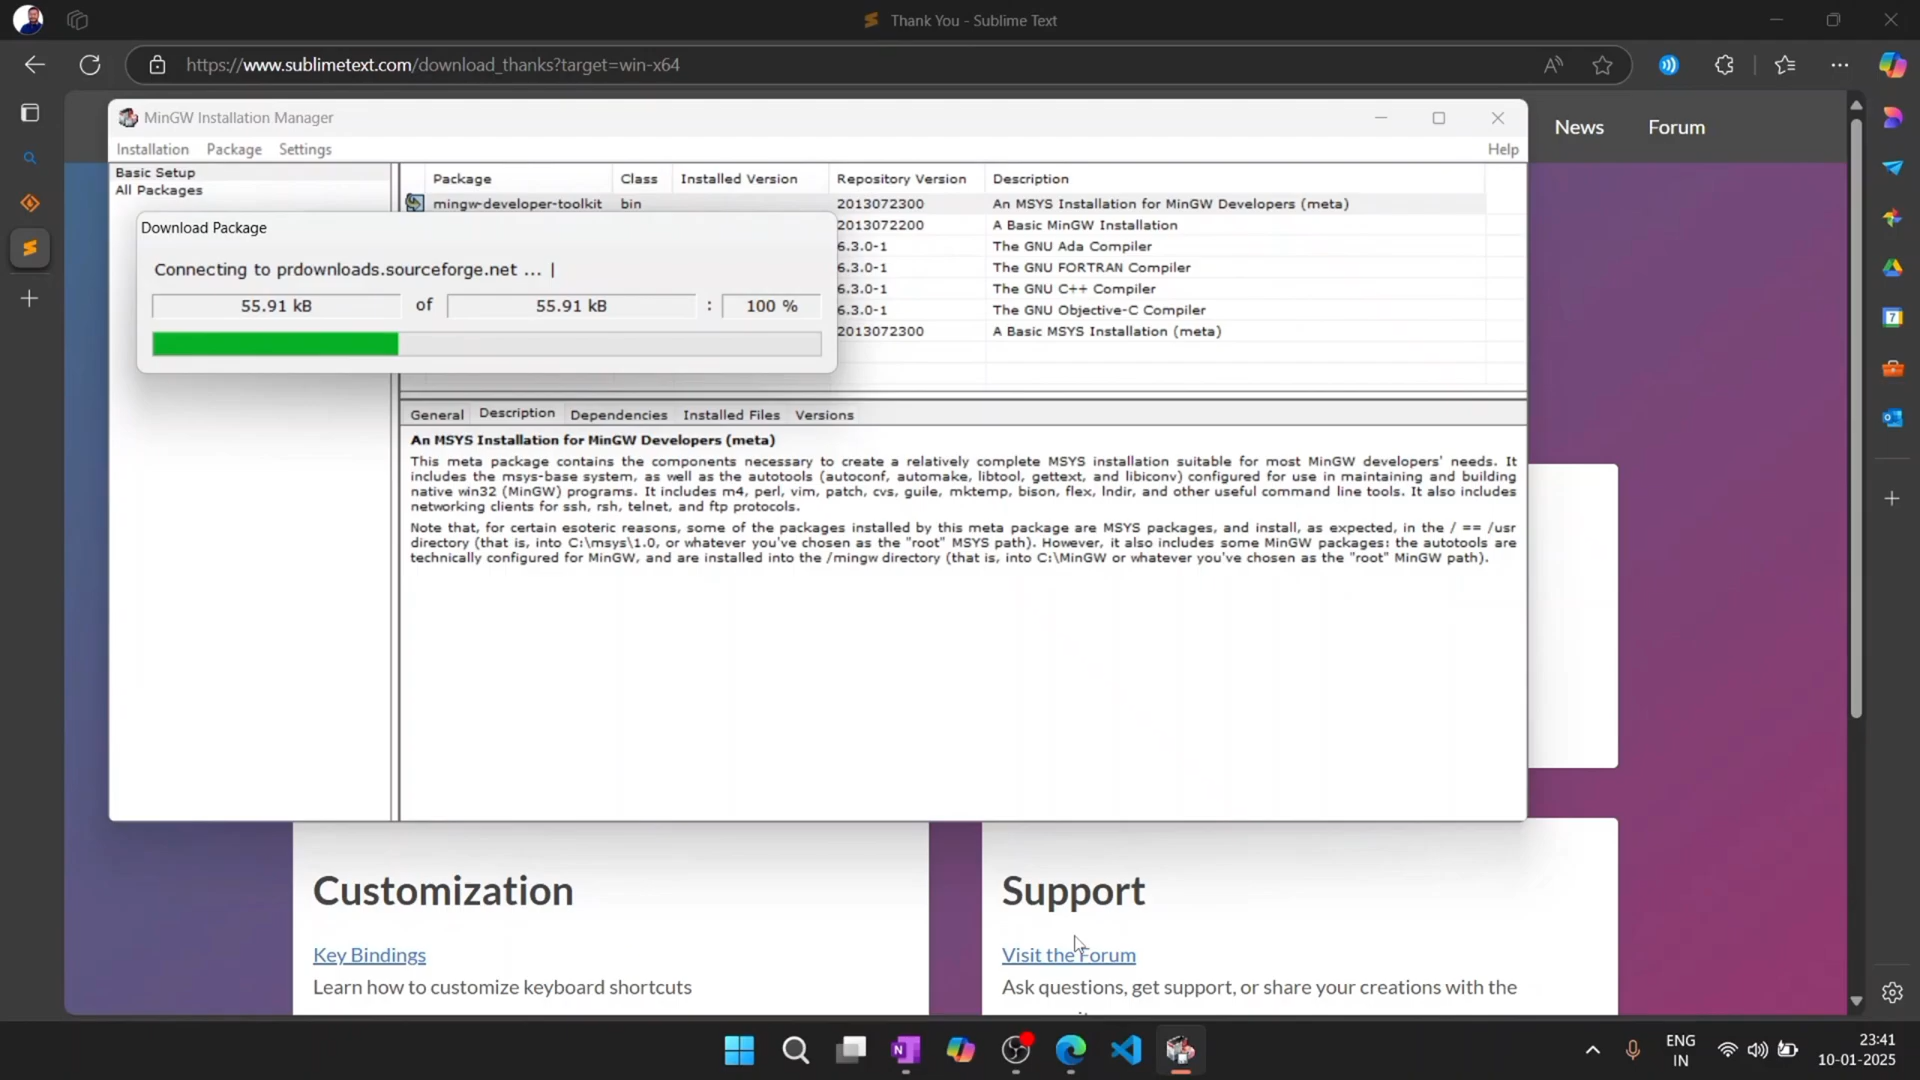 Thank You - Sublime Text
https://www.sublimetext.com/download_thanks?target=win-x64
News
Forum
MinGW Installation Manager
Installation
Package
Settings
Help
Basic Setup
All Packages
Package
Class
Installed Version
Repository Version
Description
mingw-developer-toolkit
bin
2013072300
An MSYS Installation for MinGW Developers (meta)
2013072200
A Basic MinGW Installation
6.3.0-1
The GNU Ada Compiler
6.3.0-1
The GNU FORTRAN Compiler
6.3.0-1
The GNU C++ Compiler
6.3.0-1
The GNU Objective-C Compiler
2013072300
A Basic MSYS Installation (meta)
Download Package
Connecting to prdownloads.sourceforge.net ... |
55.91 kB of 55.91 kB : 100 %
General
Description
Dependencies
Installed Files
Versions
An MSYS Installation for MinGW Developers (meta)
This meta package contains the components necessary to create a relatively complete MSYS installation suitable for most MinGW developers' needs. It
includes the msys-base system, as well as the autotools (autoconf, automake, libtool, gettext, and libiconv) configured for use in maintaining and building
native win32 (MinGW) programs. It includes m4, perl, vim, patch, cvs, guile, mktemp, bison, flex, lndir, and other useful command line tools. It also includes
networking clients for ssh, rsh, telnet, and ftp protocols.
Note that, for certain esoteric reasons, some of the packages installed by this meta package are MSYS packages, and install, as expected, in the / == /usr
directory (that is, into C:\msys\1.0, or whatever you've chosen as the "root" MSYS path). However, it also includes some MinGW packages: the autotools are
technically configured for MinGW, and are installed into the /mingw directory (that is, into C:\MinGW or whatever you've chosen as the "root" MinGW path).
Customization
Key Bindings
Learn how to customize keyboard shortcuts
Support
Visit the Forum
Ask questions, get support, or share your creations with the
ENG
IN
23:41
10-01-2025